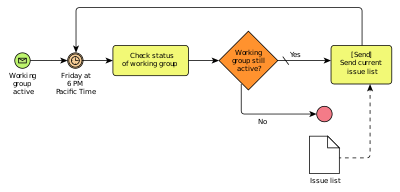 Working
group
active
Friday at
6 PM
Pacific Time
Check status
of working group
Working
group still
active?
Yes
No
[Send]
Send current
issue list
Issue list